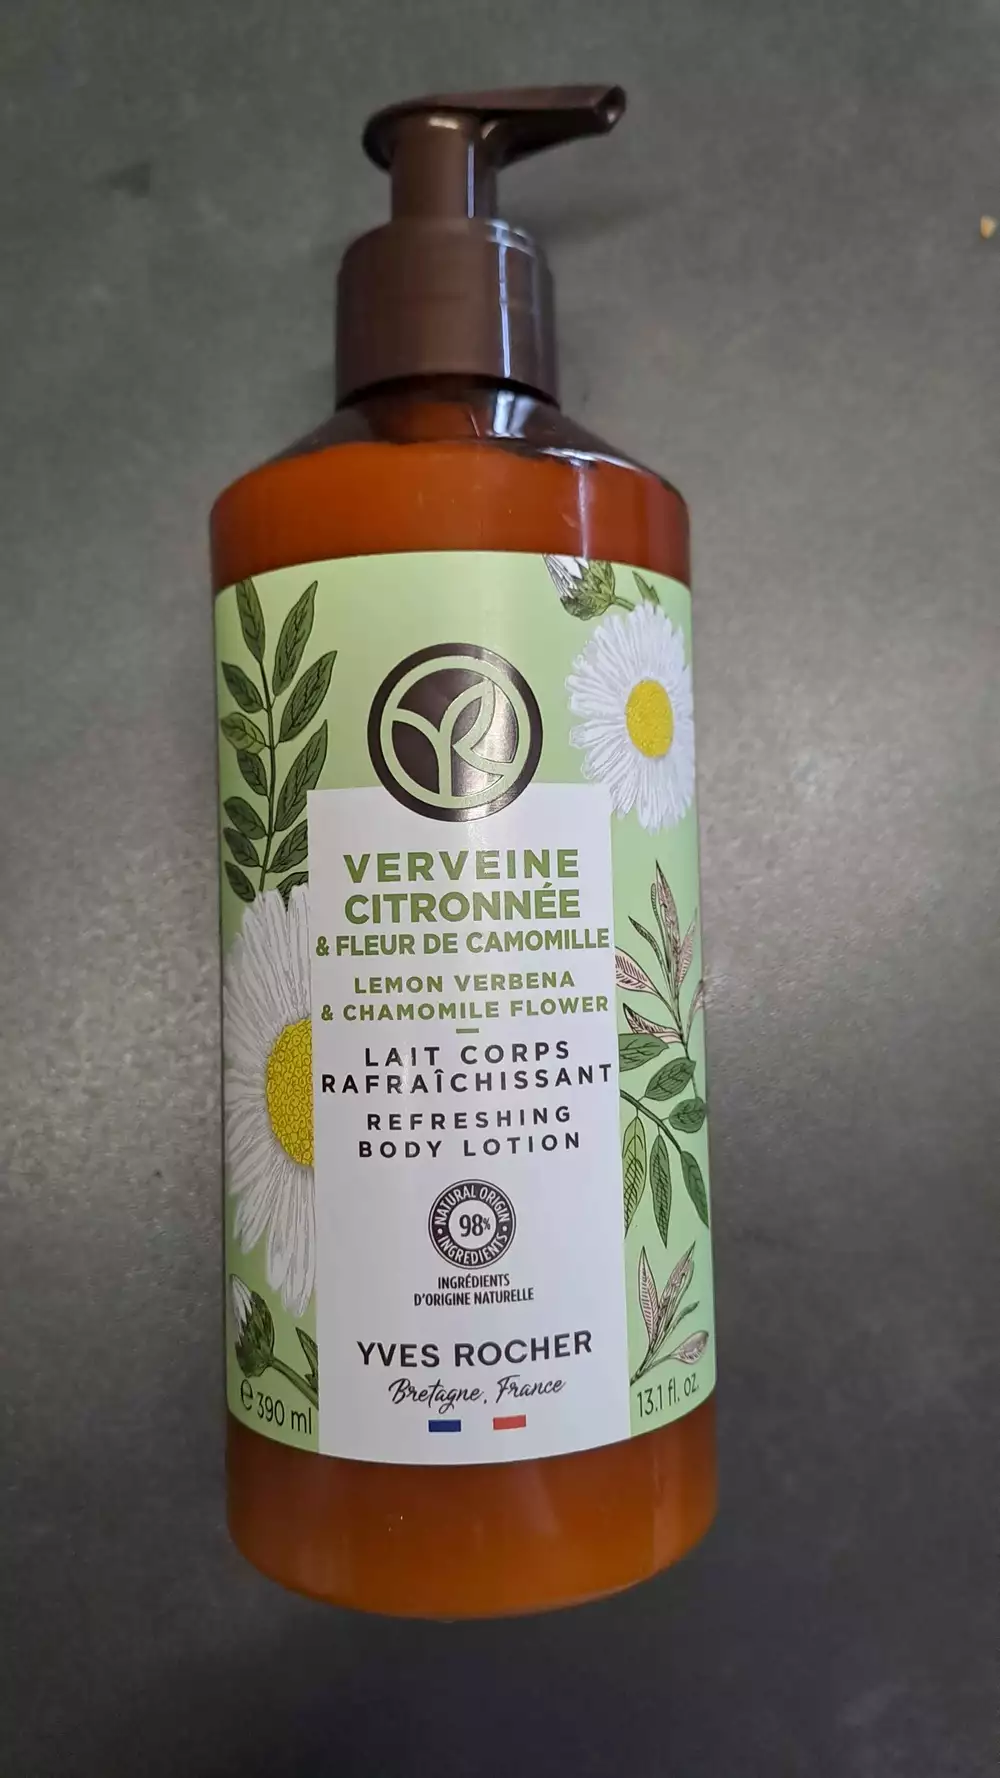 VERVEINE
CITRONNÉE
& FLEUR DE CAMOMILLE
LEMON VERBENA
& CHAMOMILE FLOWER
LAIT CORPS
RAFRAÎCHISSANT
REFRESHING
BODY LOTION
NATURAL ORIGIN
98%
INGREDIENTS
INGRÉDIENTS
D'ORIGINE NATURELLE
YVES ROCHER
Bretagne, France
℮ 390 ml
13.1 fl. oz.